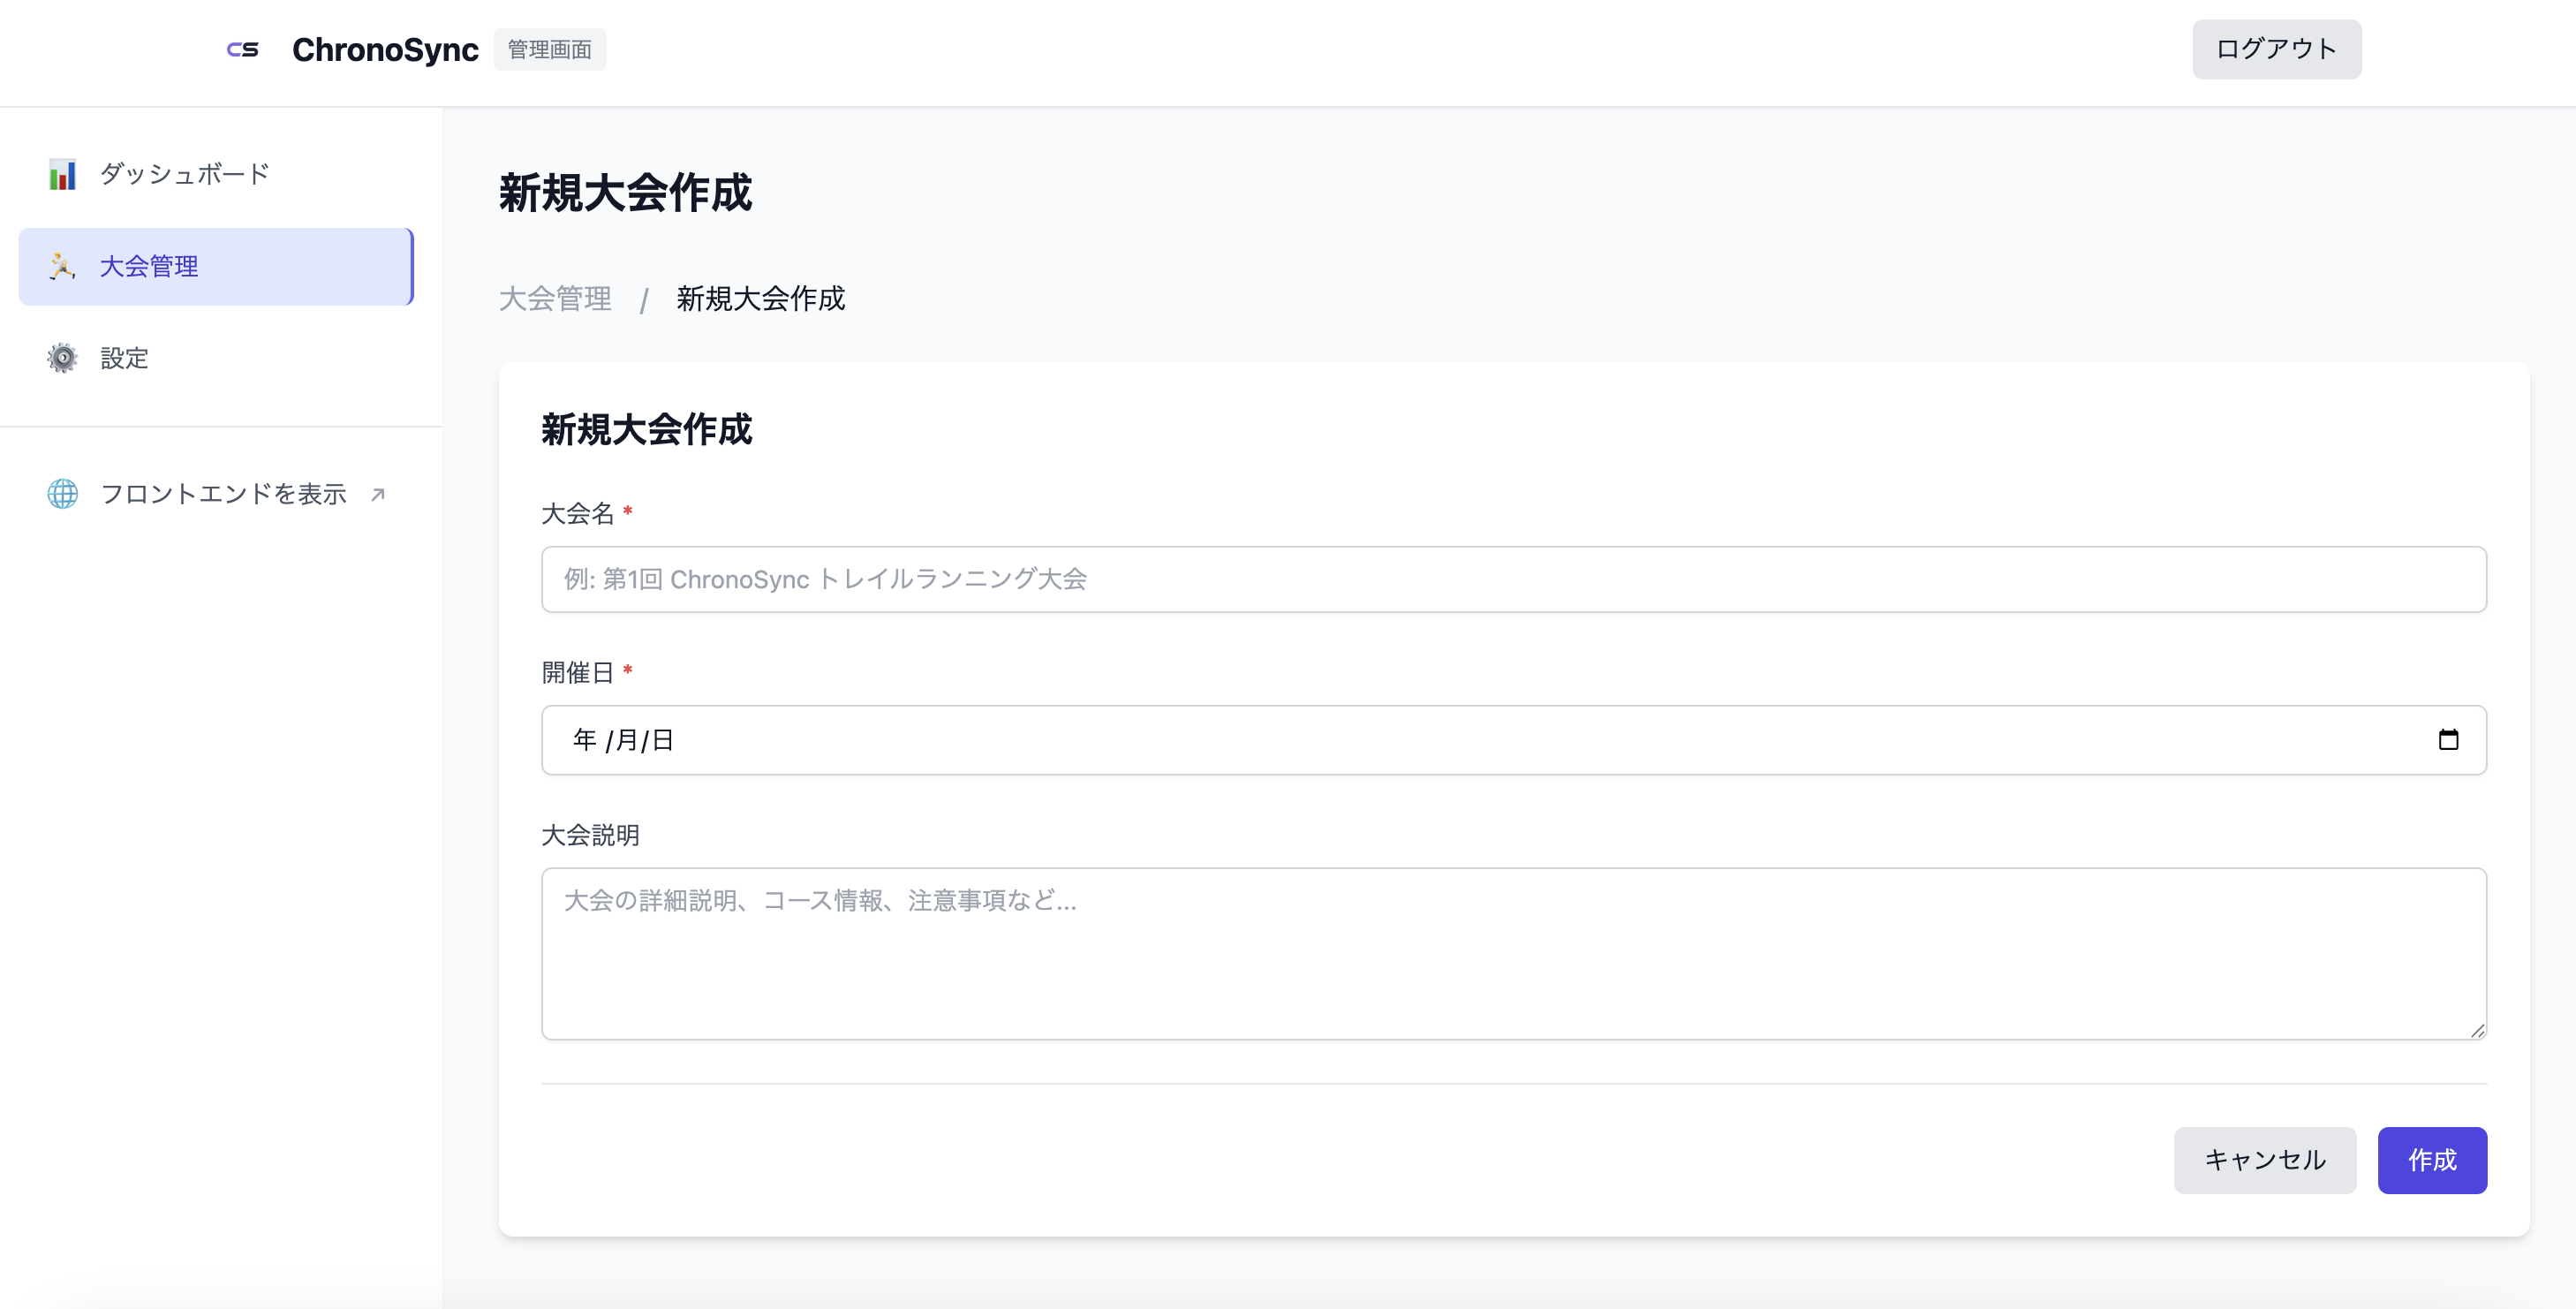 CS ChronoSync 管理画面
ログアウト
ダッシュボード
大会管理
設定
フロントエンドを表示 ↗
新規大会作成
大会管理 / 新規大会作成
新規大会作成
大会名 *
例: 第1回 ChronoSync トレイルランニング大会
開催日 *
年 /月/日
大会説明
大会の詳細説明、コース情報、注意事項など...
キャンセル
作成